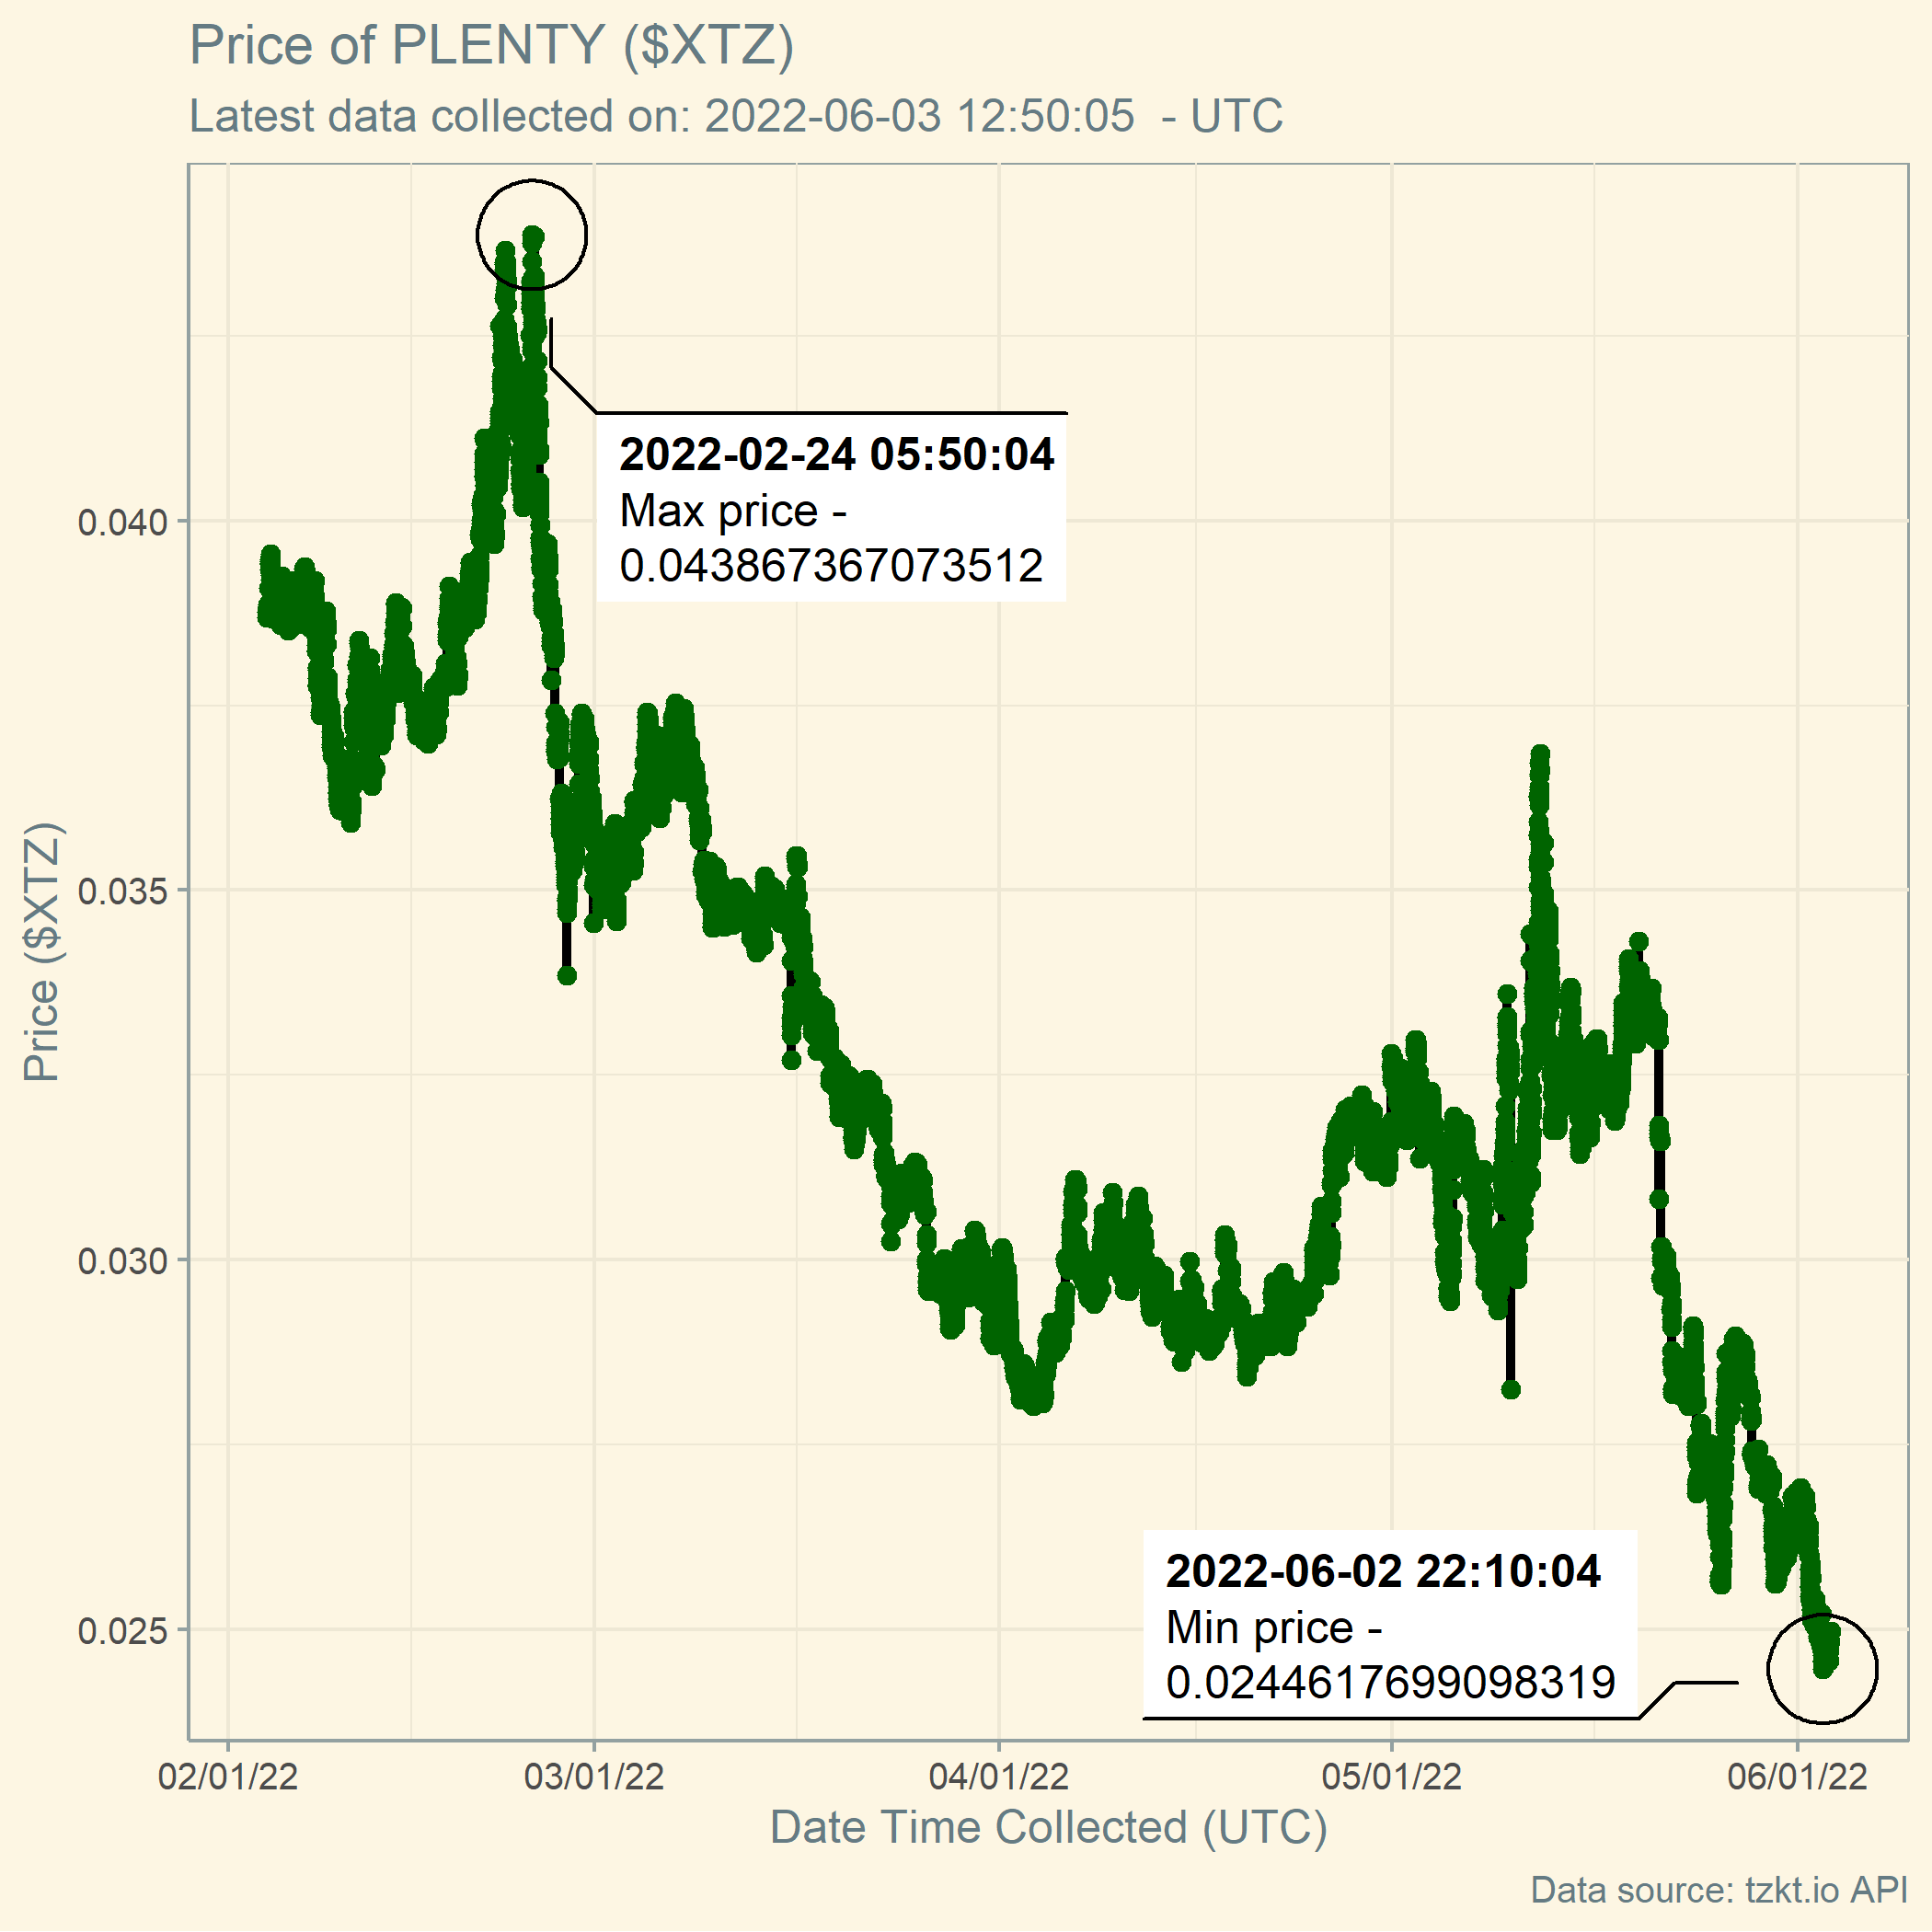 Price of PLENTY ($XTZ)
Latest data collected on: 2022-06-03 12:50:05  - UTC
2022-02-24 05:50:04
Max price -
0.043867367073512
0.040
0.035
0.030
0.025
Price ($XTZ)
2022-06-02 22:10:04
Min price -
0.0244617699098319
02/01/22 03/01/22 04/01/22 05/01/22 06/01/22
Date Time Collected (UTC)
Data source: tzkt.io API